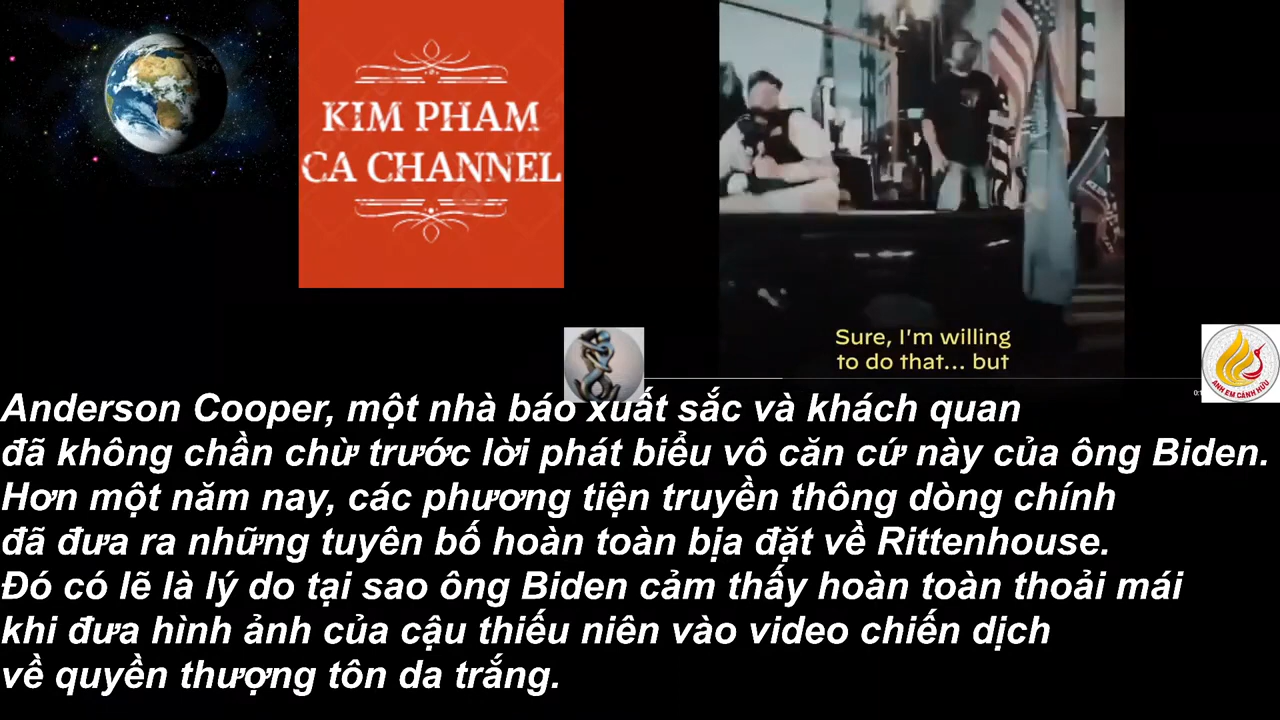 KIM PHAM
CA CHANNEL
Sure, I'm willing
to do that... but
ANH EM CÁNH HỮU
Anderson Cooper, một nhà báo xuất sắc và khách quan
đã không chần chừ trước lời phát biểu vô căn cứ này của ông Biden.
Hơn một năm nay, các phương tiện truyền thông dòng chính
đã đưa ra những tuyên bố hoàn toàn bịa đặt về Rittenhouse.
Đó có lẽ là lý do tại sao ông Biden cảm thấy hoàn toàn thoải mái
khi đưa hình ảnh của cậu thiếu niên vào video chiến dịch
về quyền thượng tôn da trắng.